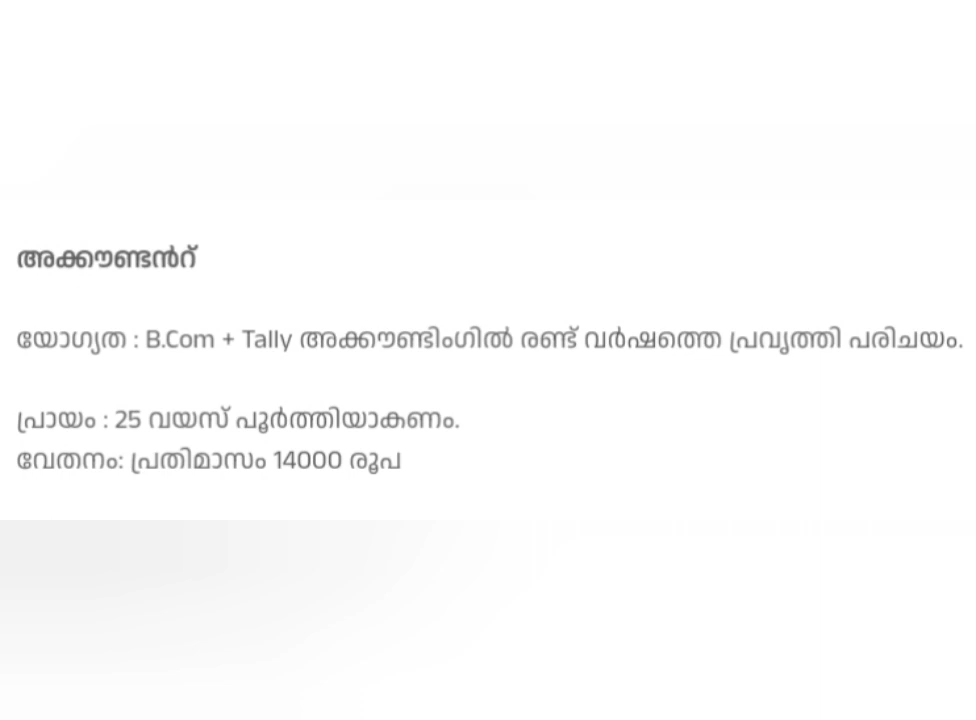 അക്കൗണ്ടൻറ്
യോഗ്യത : B.Com + Tally അക്കൗണ്ടിംഗിൽ രണ്ട് വർഷത്തെ പ്രവൃത്തി പരിചയം.
പ്രായം : 25 വയസ് പൂർത്തിയാകണം.
വേതനം: പ്രതിമാസം 14000 രൂപ